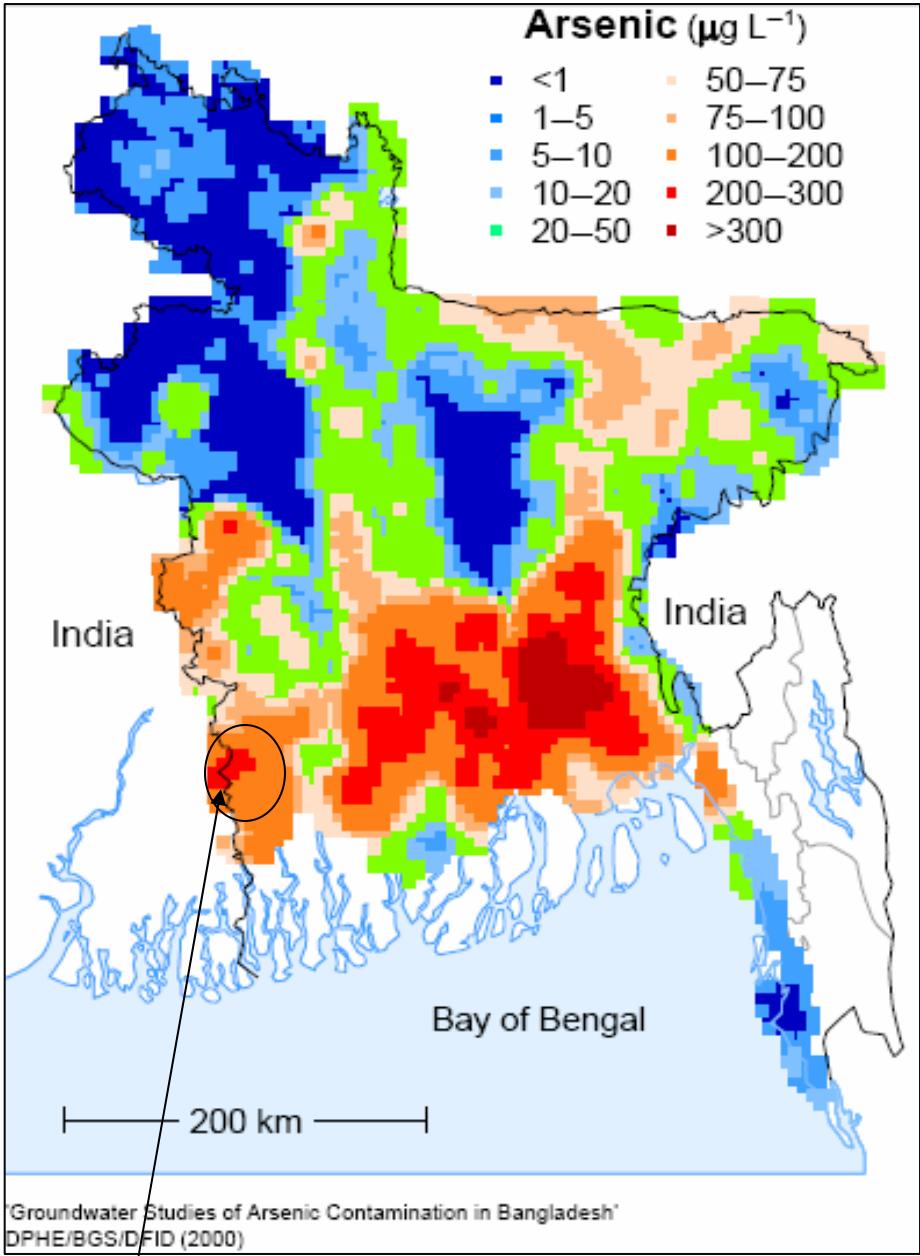 Arsenic (µg L–1)
<1
1–5
5–10
10–20
20–50
50–75
75–100
100–200
200–300
>300
India
India
Bay of Bengal
200 km
'Groundwater Studies of Arsenic Contamination in Bangladesh'
DPHE/BGS/DFID (2000)